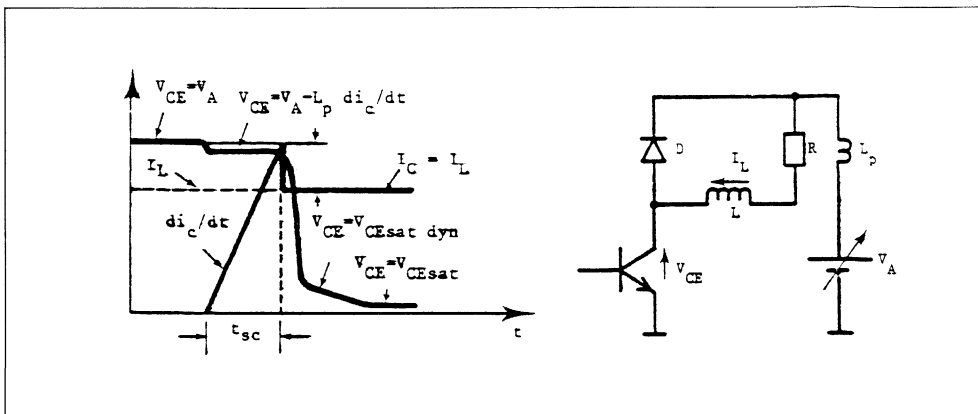 V_CE=V_A
V_CE=V_A-L_p di_c/dt
I_L
I_C = I_L
di_c/dt
V_CE=V_CEsat dyn
V_CE=V_CEsat
t_sc
t
D
I_L
L
R
L_p
V_CE
V_A